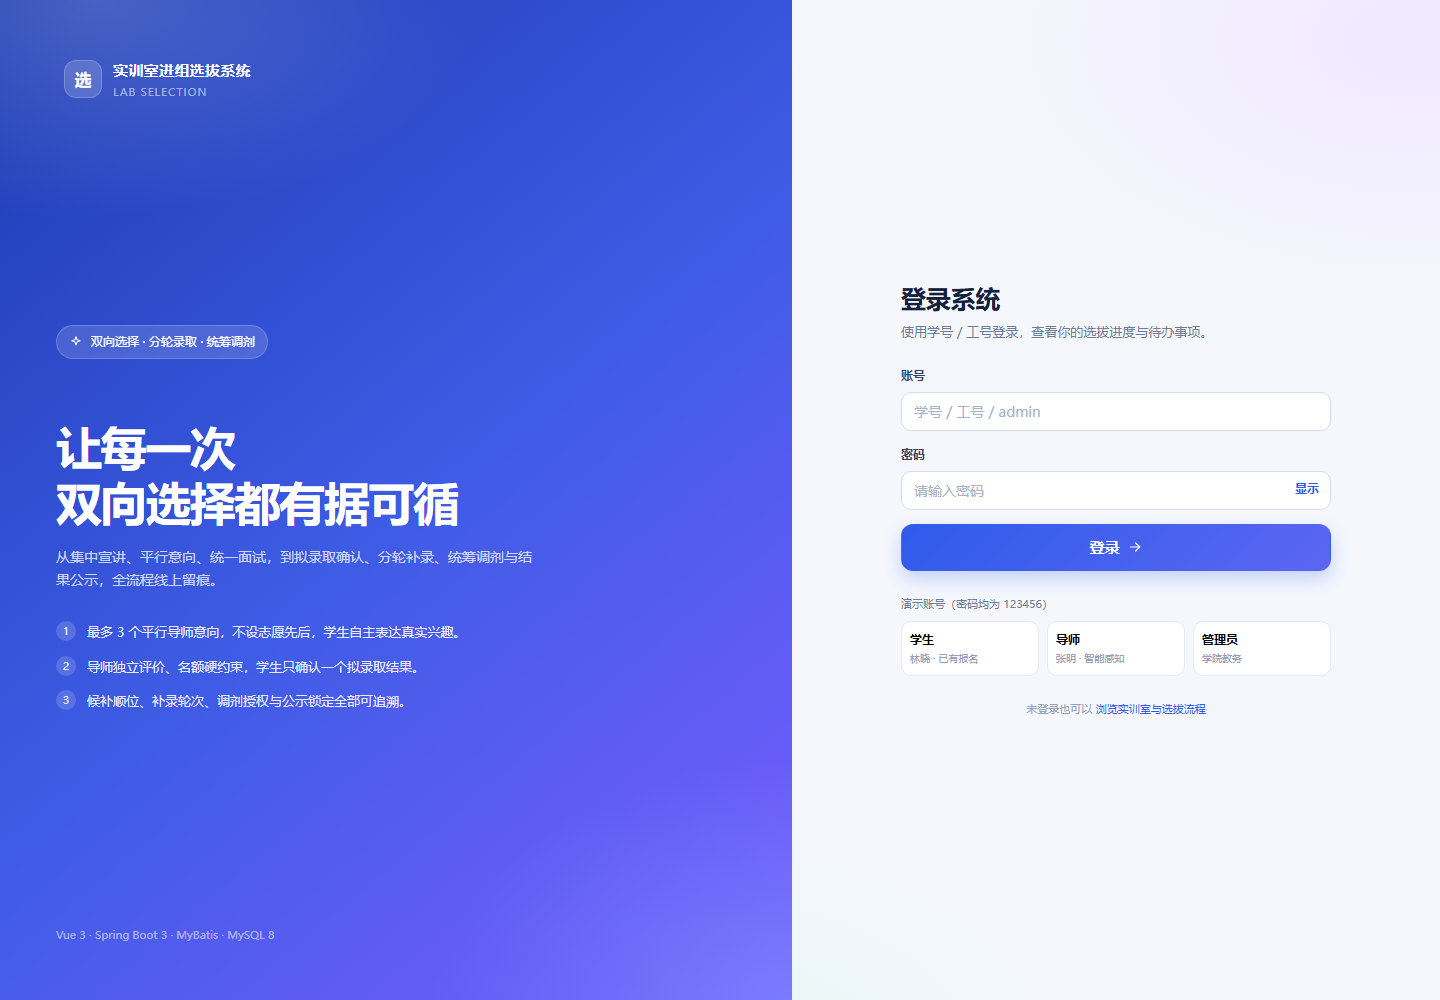 选
实训室进组选拔系统
LAB SELECTION
双向选择 · 分轮录取 · 统筹调剂
让每一次
双向选择都有据可循
从集中宣讲、平行意向、统一面试，到拟录取确认、分轮补录、统筹调剂与结
果公示，全流程线上留痕。
1 最多 3 个平行导师意向，不设志愿先后，学生自主表达真实兴趣。
2 导师独立评价、名额硬约束，学生只确认一个拟录取结果。
3 候补顺位、补录轮次、调剂授权与公示锁定全部可追溯。
Vue 3 · Spring Boot 3 · MyBatis · MySQL 8
登录系统
使用学号 / 工号登录，查看你的选拔进度与待办事项。
账号
学号 / 工号 / admin
密码
请输入密码 显示
登录 →
演示账号（密码均为 123456）
学生
林晓 · 已有报名
导师
张明 · 智能感知
管理员
学院教务
未登录也可以 浏览实训室与选拔流程